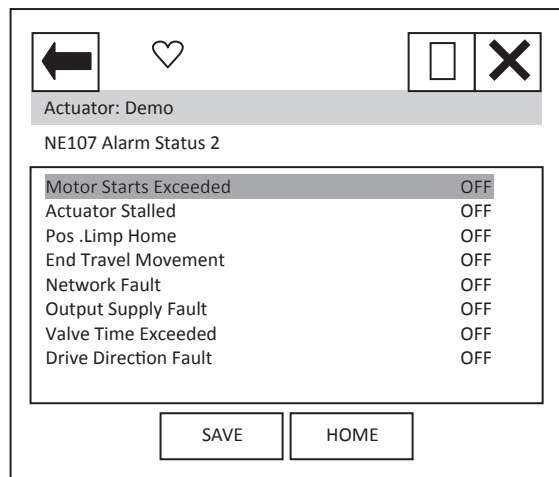 Actuator: Demo
NE107 Alarm Status 2
Motor Starts Exceeded OFF
Actuator Stalled OFF
Pos .Limp Home OFF
End Travel Movement OFF
Network Fault OFF
Output Supply Fault OFF
Valve Time Exceeded OFF
Drive Direction Fault OFF
SAVE HOME